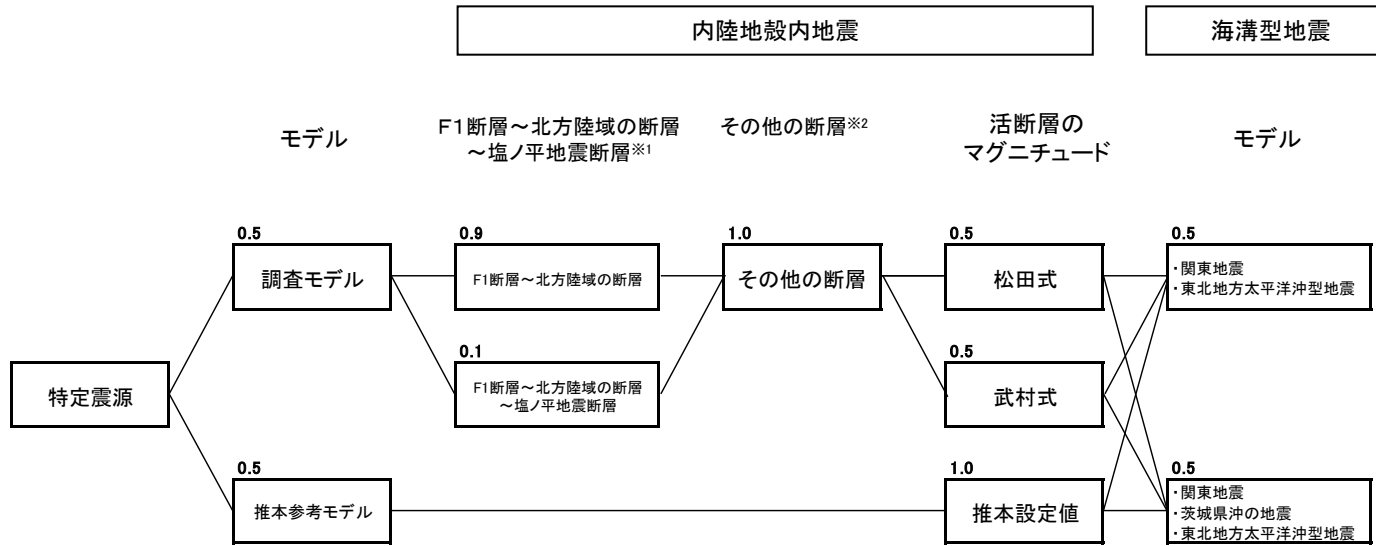 内陸地殻内地震
海溝型地震
モデル
F1断層～北方陸域の断層
～塩ノ平地震断層※1
その他の断層※2
活断層の
マグニチュード
モデル
0.5
調査モデル
0.9
F1断層～北方陸域の断層
1.0
その他の断層
0.5
松田式
0.5
・関東地震
・東北地方太平洋沖型地震
特定震源
0.1
F1断層～北方陸域の断層
～塩ノ平地震断層
0.5
武村式
0.5
推本参考モデル
1.0
推本設定値
0.5
・関東地震
・茨城県沖の地震
・東北地方太平洋沖型地震